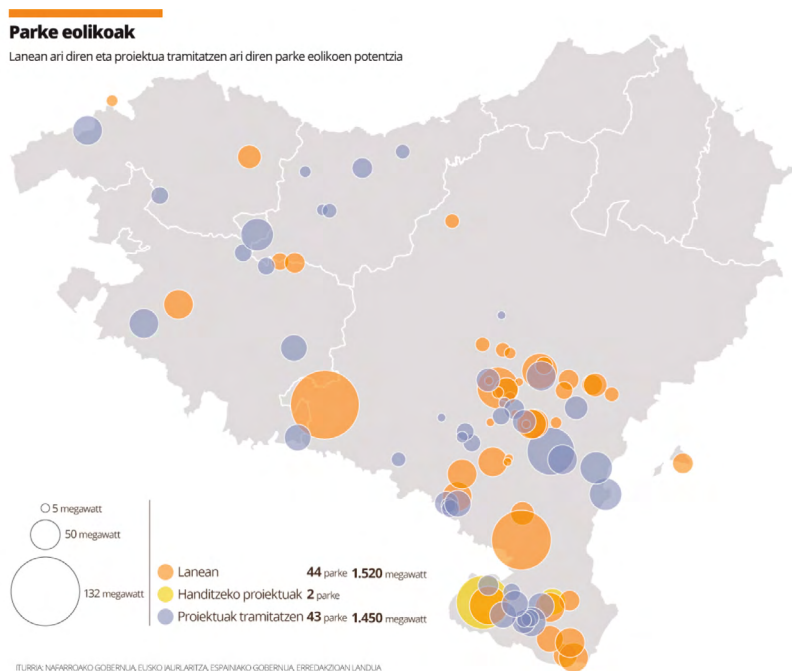 Parke eolikoak
Lanean ari diren eta proiektua tramitatzen ari diren parke eolikoen potentzia
5 megawatt
50 megawatt
132 megawatt
Lanean 44 parke 1.520 megawatt
Handitzeko proiektuak 2 parke
Proiektuak tramitatzen 43 parke 1.450 megawatt
ITURRIA: NAFARROAKO GOBERNUA, EUSKO JAURLARITZA, ESPAINIAKO GOBERNUA, ERREDAKZIOAN LANDUA